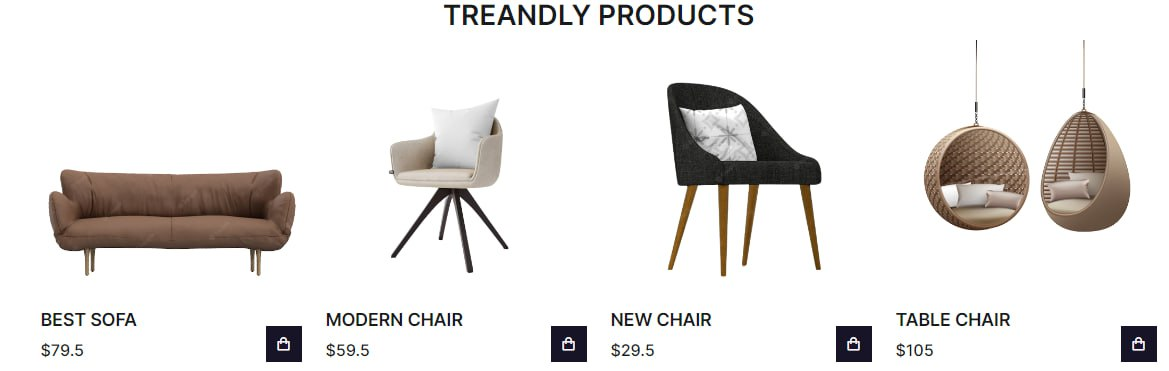 TREANDLY PRODUCTS
BEST SOFA
$79.5
MODERN CHAIR
$59.5
NEW CHAIR
$29.5
TABLE CHAIR
$105